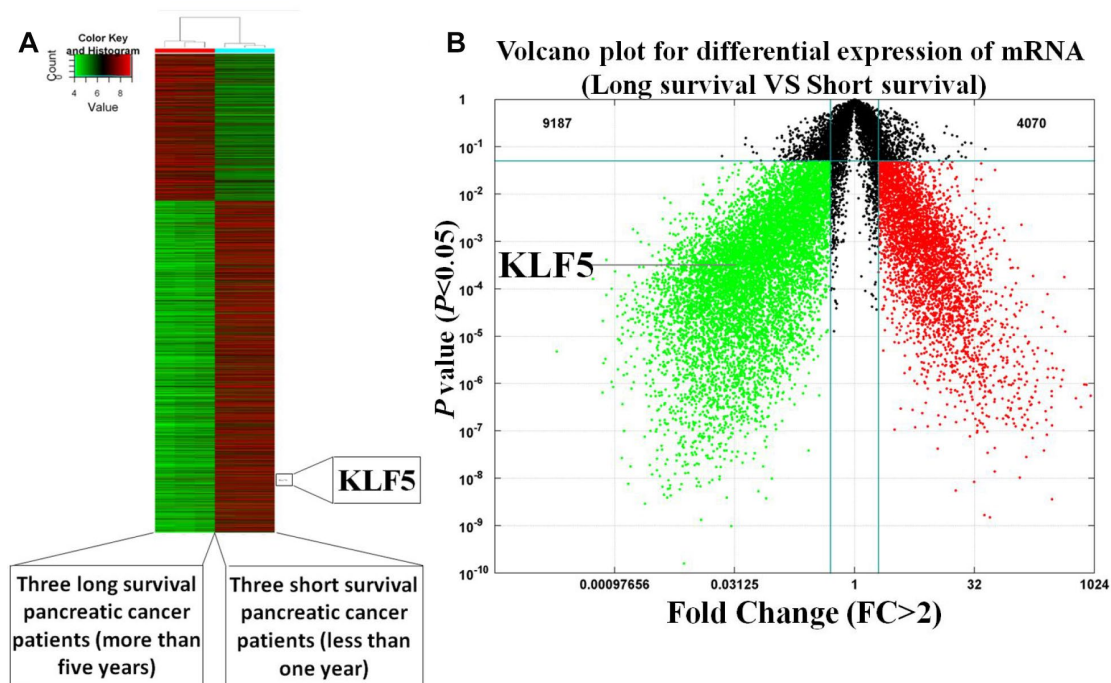 A
Color Key
and Histogram
Count
0
4 6 8
Value
KLF5
Three long survival
pancreatic cancer
patients (more than
five years)
Three short survival
pancreatic cancer
patients (less than
one year)
B
Volcano plot for differential expression of mRNA
(Long survival VS Short survival)
9187
4070
KLF5
P value (P<0.05)
1
10-1
10-2
10-3
10-4
10-5
10-6
10-7
10-8
10-9
10-10
0.00097656 0.03125 1 32 1024
Fold Change (FC>2)